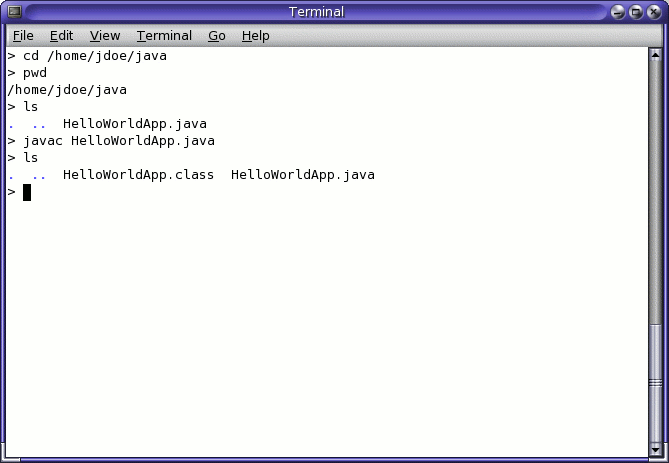 Terminal
File Edit View Terminal Go Help
> cd /home/jdoe/java
> pwd
/home/jdoe/java
> ls
.  ..  HelloWorldApp.java
> javac HelloWorldApp.java
> ls
.  ..  HelloWorldApp.class  HelloWorldApp.java
>